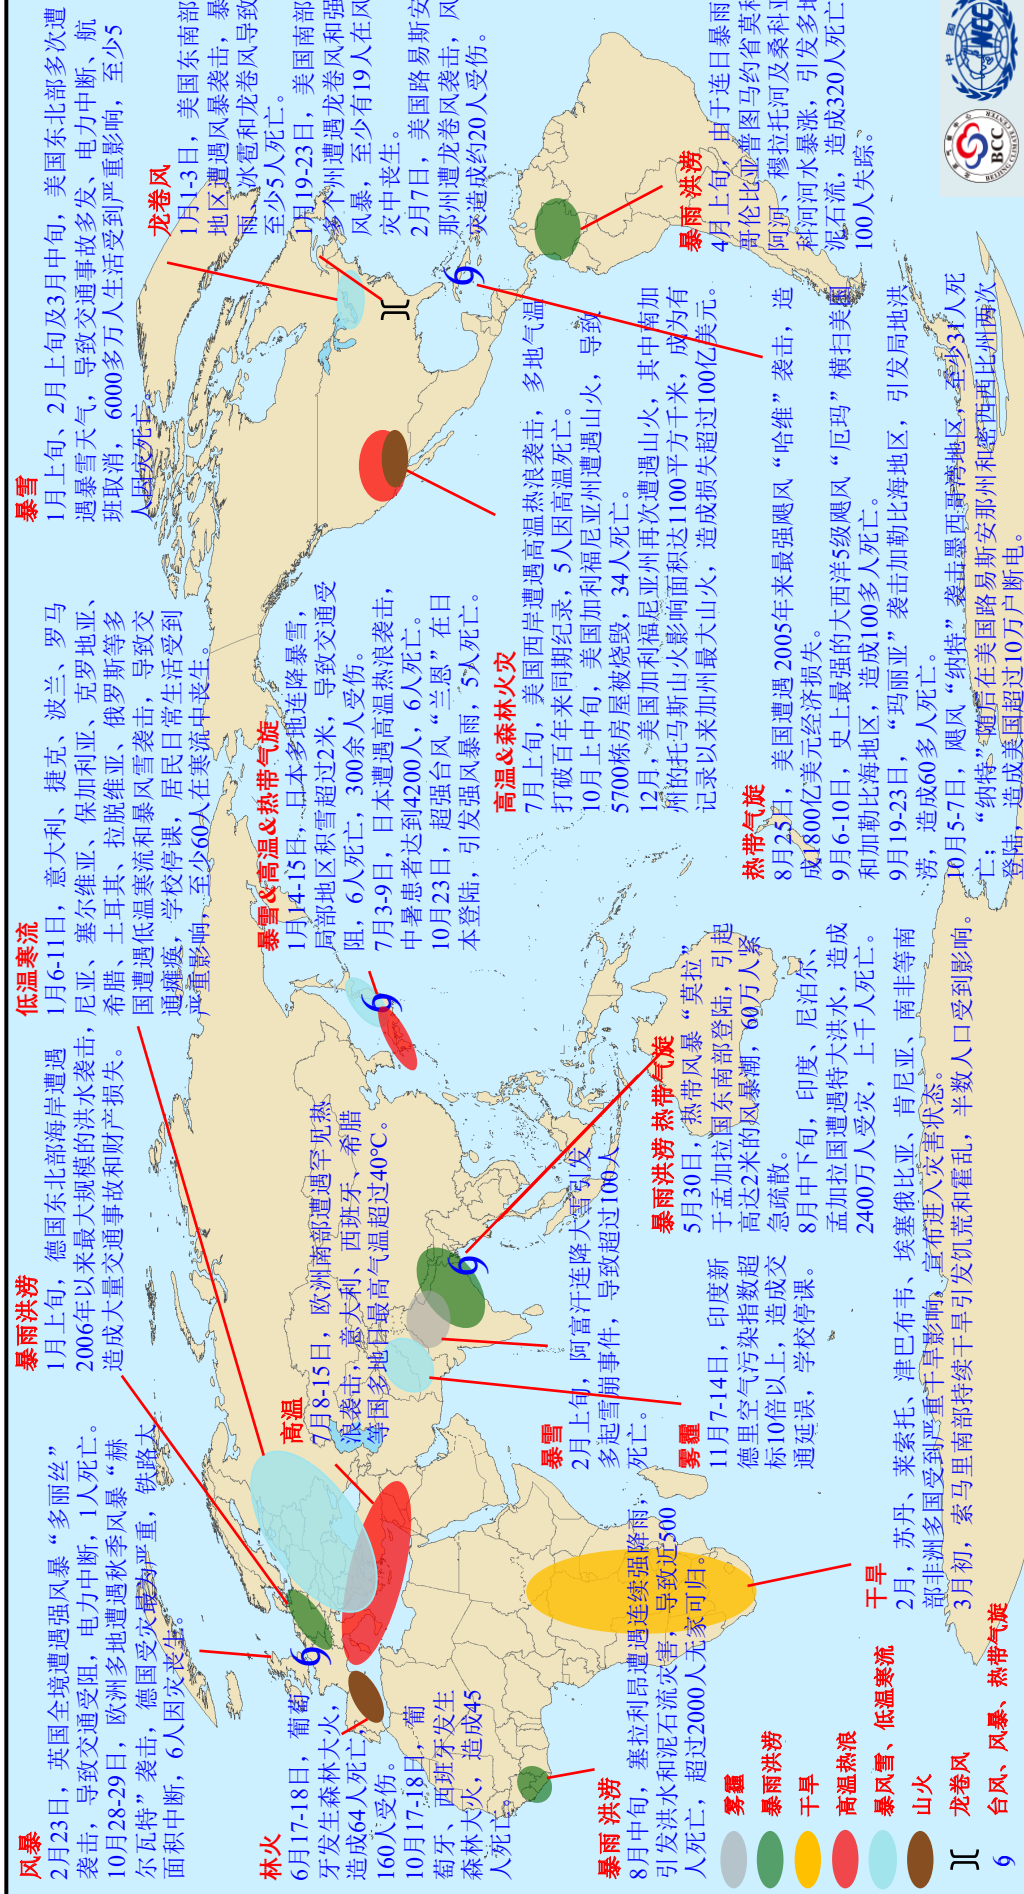 风暴
2月23日，英国全境遭遇强风暴“多丽丝”
袭击，导致交通受阻，电力中断，1人死亡。
10月28-29日，欧洲多地遭遇秋季风暴“赫
尔瓦特”袭击，德国受灾最为严重，铁路大
面积中断，6人因灾丧生。
暴雨洪涝
1月上旬，德国东北部海岸遭遇
2006年以来最大规模的洪水袭击，
造成大量交通事故和财产损失。
低温寒流
1月6-11日，意大利、捷克、波兰、罗马
尼亚、塞尔维亚、保加利亚、克罗地亚、
希腊、土耳其、拉脱维亚、俄罗斯等多
国遭遇低温寒流和暴风雪袭击，导致交
通瘫痪，学校停课，居民日常生活受到
严重影响，至少60人在寒流中丧生。
暴雪
1月上旬、2月上旬及3月中旬，美国东北部多次遭
遇暴雪天气，导致交通事故多发、电力中断、航
班取消，6000多万人生活受到严重影响，至少5
人因灾死亡。
龙卷风
1月1-3日，美国东南部
地区遭遇风暴袭击，暴
雨、冰雹和龙卷风导致
至少5人死亡。
1月19-23日，美国南部
多个州遭遇龙卷风和强
风暴，至少有19人在风
灾中丧生。
2月7日，美国路易斯安
那州遭龙卷风袭击，风
灾造成约20人受伤。
林火
6月17-18日，葡萄
牙发生森林大火，
造成64人死亡，
160人受伤。
10月17-18日，葡
萄牙、西班牙发生
森林大火，造成45
人死亡。
高温
7月8-15日，欧洲南部遭遇罕见热
浪袭击，意大利、西班牙、希腊
等国多地日最高气温超过40°C。
暴雪&高温&热带气旋
1月14-15日，日本多地连降暴雪，
局部地区积雪超过2米，导致交通受
阻，6人死亡，300余人受伤。
7月3-9日，日本遭遇高温热浪袭击，
中暑患者达到4200人，6人死亡。
10月23日，超强台风“兰恩”在日
本登陆，引发强风暴雨，5人死亡。
高温&森林火灾
7月上旬，美国西岸遭遇高温热浪袭击，多地气温
打破百年来同期纪录，5人因高温死亡。
10月上中旬，美国加利福尼亚州遭遇山火，导致
5700栋房屋被烧毁，34人死亡。
12月，美国加利福尼亚州再次遭遇山火，其中南加
州的托马斯山火影响面积达1100平方千米，成为有
记录以来加州最大山火，造成损失超过100亿美元。
暴雨 洪涝
4月上旬，由于连日暴雨，
哥伦比亚普图马约省莫科
阿河、穆拉托河及桑科亚
科河河水暴涨，引发多地
泥石流，造成320人死亡，
100人失踪。
暴雪
2月上旬，阿富汗连降大雪引发
多起雪崩事件，导致超过100人
死亡。
雾霾
11月7-14日，印度新
德里空气污染指数超
标10倍以上，造成交
通延误，学校停课。
暴雨洪涝 热带气旋
5月30日，热带风暴“莫拉”
于孟加拉国东南部登陆，引起
高达2米的风暴潮，60万人紧
急疏散。
8月中下旬，印度、尼泊尔、
孟加拉国遭遇特大洪水，造成
2400万人受灾，上千人死亡。
热带气旋
8月25日，美国遭遇2005年来最强飓风“哈维”袭击，造
成1800亿美元经济损失。
9月6-10日，史上最强的大西洋5级飓风“厄玛”横扫美国
和加勒比海地区，造成100多人死亡。
9月19-23日，“玛丽亚”袭击加勒比海地区，引发局地洪
涝，造成60多人死亡。
10月5-7日，飓风“纳特”袭击墨西哥湾地区，至少31人死
亡；“纳特”随后在美国路易斯安那州和密西西比州两次
登陆，造成美国超过10万户断电。
暴雨 洪涝
8月中旬，塞拉利昂遭遇连续强降雨，
引发洪水和泥石流灾害，导致近500
人死亡，超过2000人无家可归。
干旱
2月，苏丹、莱索托、津巴布韦、埃塞俄比亚、肯尼亚、南非等南
部非洲多国受到严重干旱影响，宣布进入灾害状态。
3月初，索马里南部持续干旱引发饥荒和霍乱，半数人口受到影响。
雾霾
暴雨洪涝
干旱
高温热浪
暴风雪、低温寒流
山火
龙卷风
台风、风暴、热带气旋
BCC
NCC